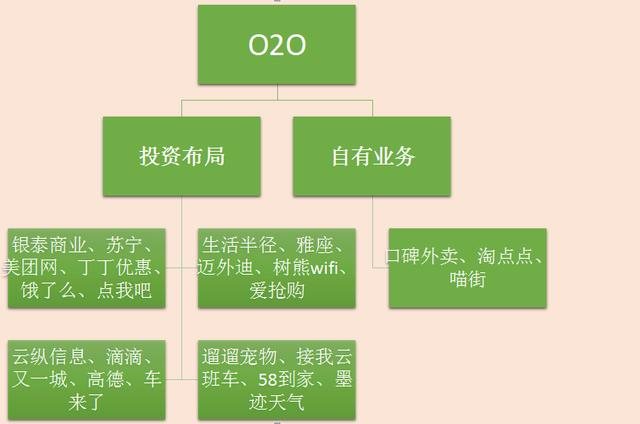 O2O
投资布局
自有业务
银泰商业、苏宁、
美团网、丁丁优惠、
饿了么、点我吧
生活半径、雅座、
迈外迪、树熊wifi、
爱抢购
口碑外卖、淘点点、
喵街
云纵信息、滴滴、
又一城、高德、车
来了
遛遛宠物、接我云
班车、58到家、墨
迹天气